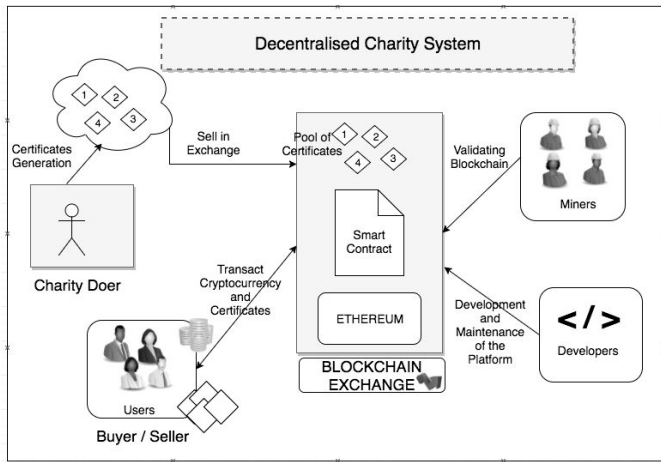 Decentralised Charity System
1
2
4
3
Certificates
Generation
Sell in
Exchange
Pool of
Certificates
1
2
4
3
Validating
Blockchain
Miners
Smart
Contract
Charity Doer
Transact
Cryptocurrency
and
Certificates
ETHEREUM
Development
and
Maintenance
of the
Platform
</>
Developers
BLOCKCHAIN
EXCHANGE
Users
Buyer / Seller